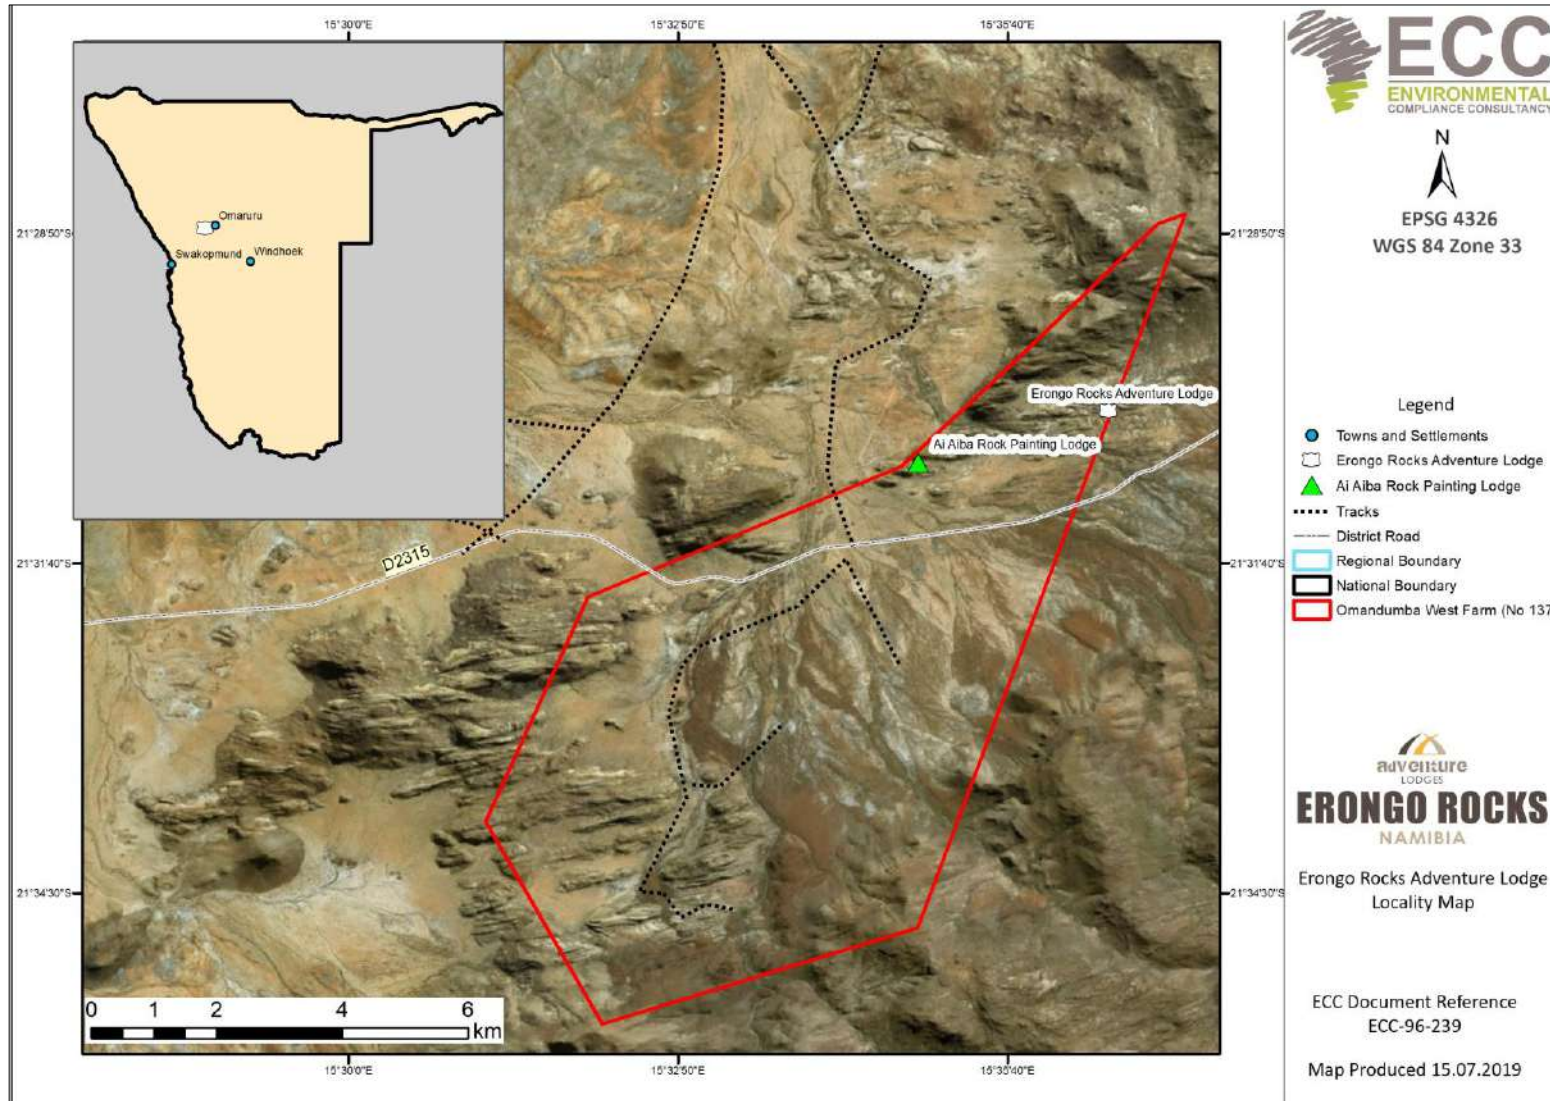 15°30'0"E
15°32'50"E
15°35'40"E
Omaruru
Swakopmund
Windhoek
21°28'50"S
21°28'50"S
Erongo Rocks Adventure Lodge
Ai Aiba Rock Painting Lodge
D2315
21°31'40"S
21°31'40"S
21°34'30"S
21°34'30"S
0 1 2 4 6
km
15°30'0"E
15°32'50"E
15°35'40"E
ECC
ENVIRONMENTAL
COMPLIANCE CONSULTANCY
N
EPSG 4326
WGS 84 Zone 33
Legend
Towns and Settlements
Erongo Rocks Adventure Lodge
Ai Aiba Rock Painting Lodge
Tracks
District Road
Regional Boundary
National Boundary
Omandumba West Farm (No 137
adventure
LODGES
ERONGO ROCKS
NAMIBIA
Erongo Rocks Adventure Lodge
Locality Map
ECC Document Reference
ECC-96-239
Map Produced 15.07.2019